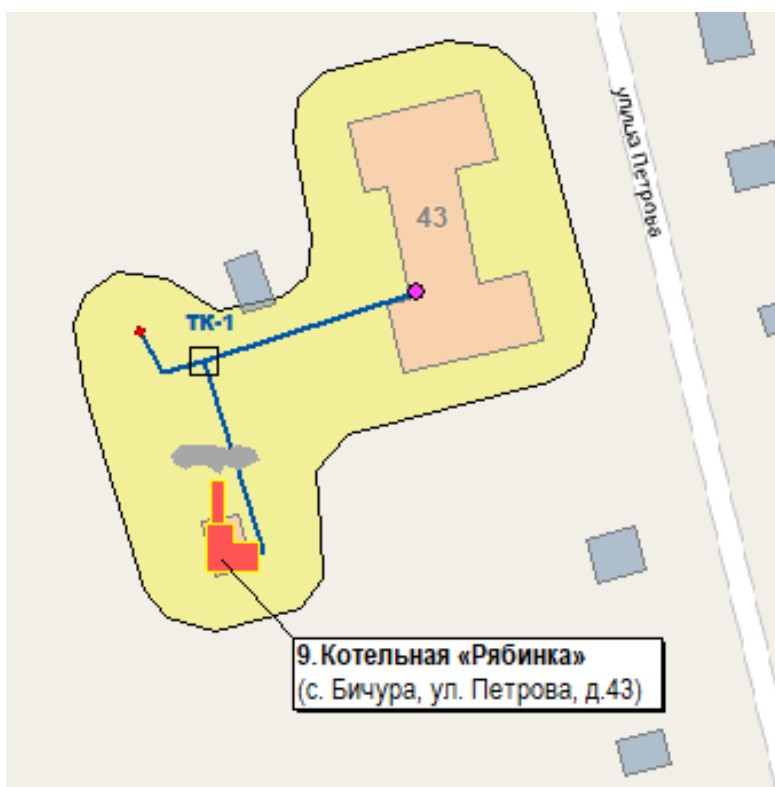 улица Петрова
43
ТК-1
9. Котельная «Рябинка»
(с. Бичура, ул. Петрова, д.43)